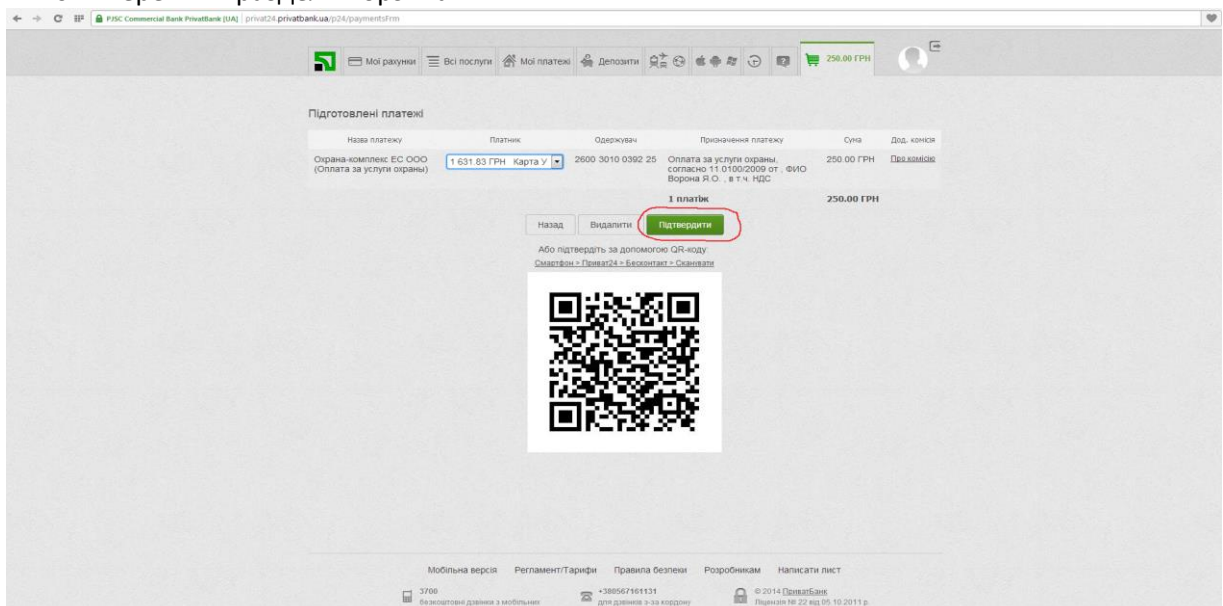 PJSC Commercial Bank PrivatBank [UA] privat24.privatbank.ua/p24/paymentsFrm
Мої рахунки Всі послуги Мої платежі Депозити 250.00 ГРН
Підготовлені платежі
Назва платежу Платник Одержувач Призначення платежу Сума Дод. комісія
Охрана-комплекс ЕС ООО (Оплата за услуги охраны)
1 631.83 ГРН Карта У
2600 3010 0392 25
Оплата за услуги охраны,
согласно 11.0100/2009 от , ФИО
Ворона Я.О. , в т.ч. НДС
250.00 ГРН
Про комісію
1 платіж 250.00 ГРН
Назад Видалити Підтвердити
Або підтвердіть за допомогою QR-коду:
Смартфон > Приват24 > Бесконтакт > Сканувати
Мобільна версія Регламент/Тарифи Правила безпеки Розробникам Написати лист
3700 +380567161131 © 2014 ПриватБанк
безкоштовні дзвінки з мобільних для дзвінків з-за кордону Ліцензія № 22 від 05.10.2011 р.